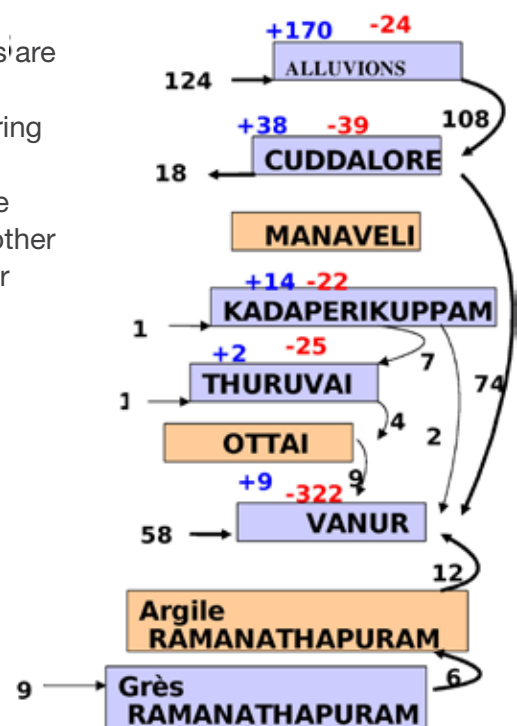 +170 -24
are
ALLUVIONS
124
ring
108
+38 -39
CUDDALORE
18
e
other
MANAVELI
r
+14 -22
KADAPERIKUPPAM
1
7
+2 -25
THURUVAI
74
1
4
2
OTTAI
9
+9 -322
VANUR
58
12
Argile
RAMANATHAPURAM
6
9
Grès
RAMANATHAPURAM